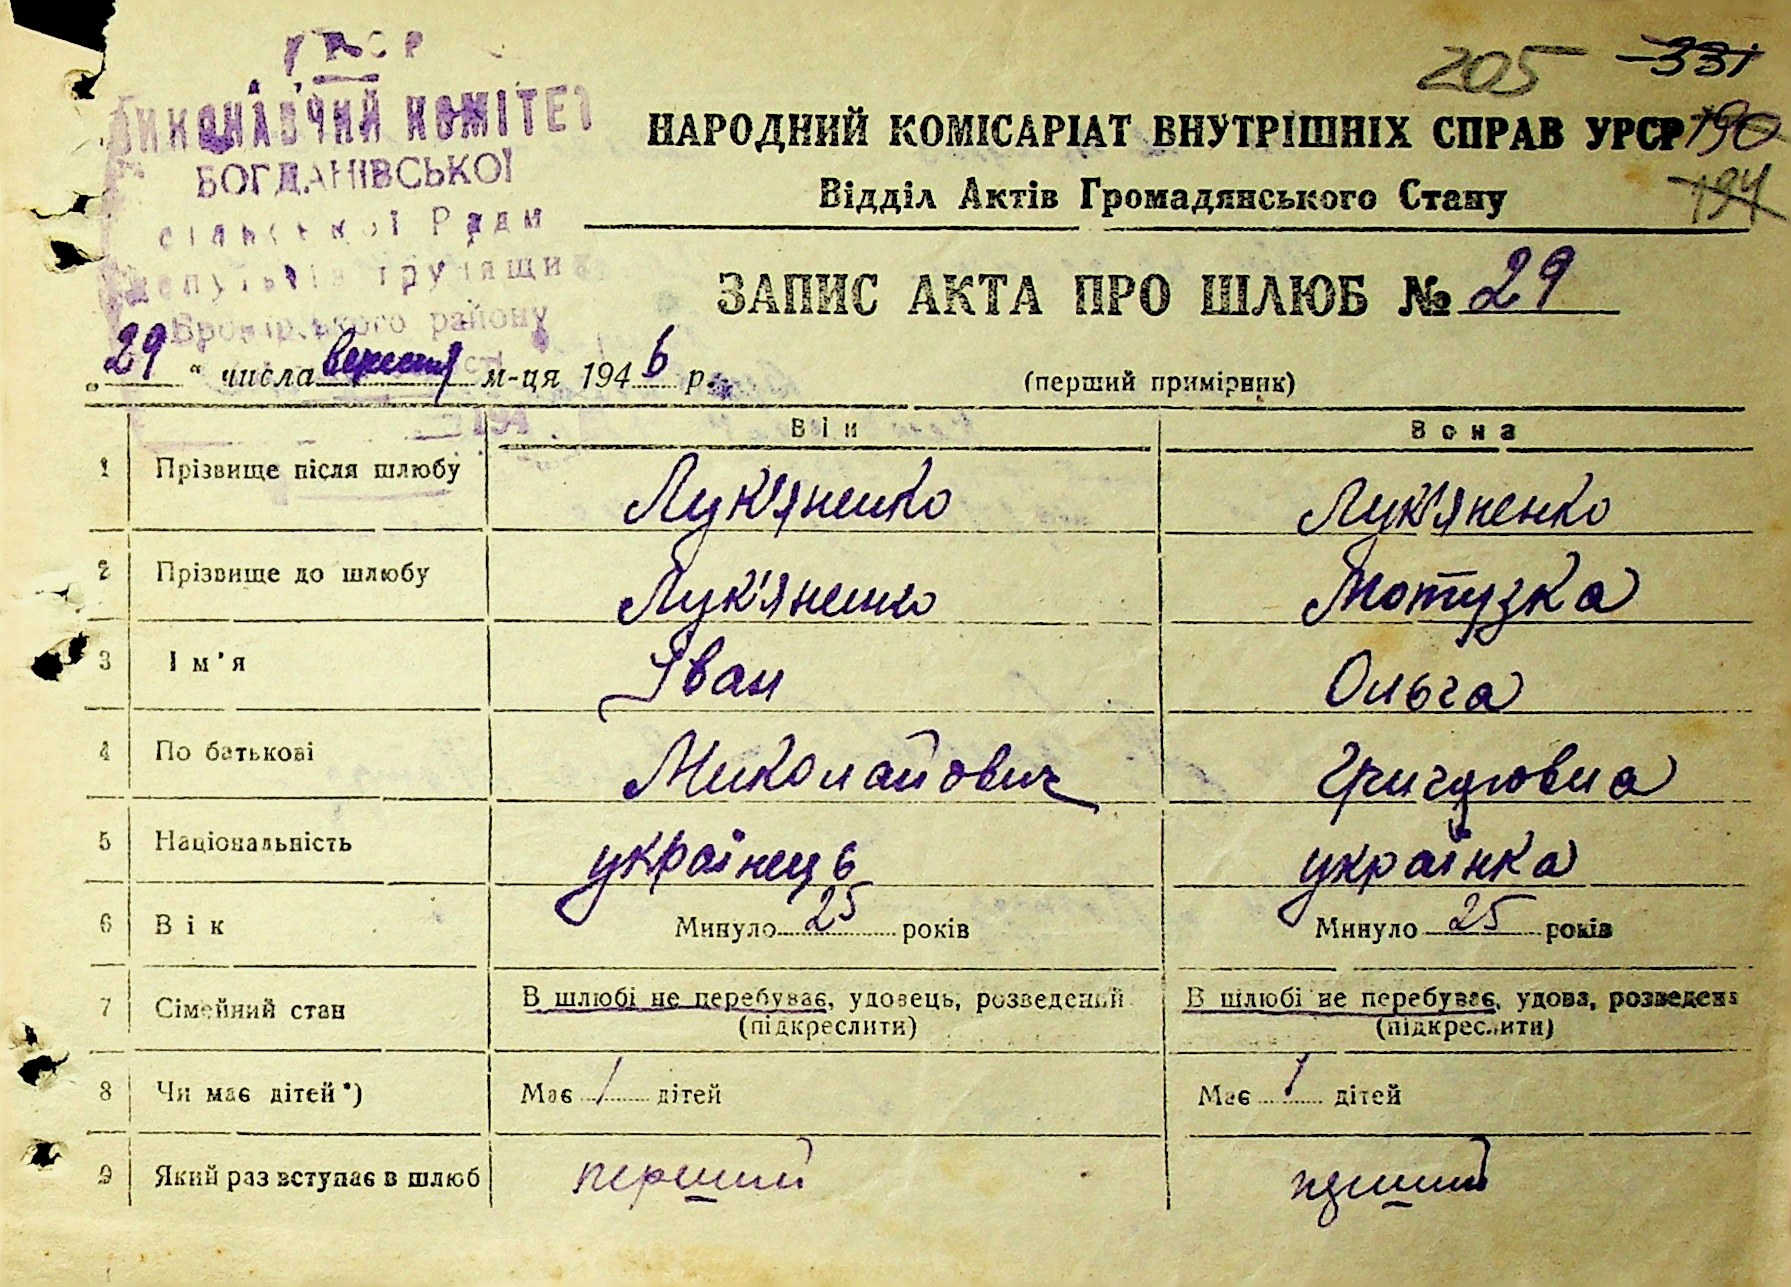 УРСР
ВИКОНАВЧИЙ КОМІТЕТ
БОГДАНІВСЬКОЇ
сільської Ради
депутатів трудящих
Броварського району
205 331
НАРОДНИЙ КОМІСАРІАТ ВНУТРІШНІХ СПРАВ УРСР 190
Відділ Актів Громадянського Стану 194
ЗАПИС АКТА ПРО ШЛЮБ № 29
„29“ числа вересня м-ця 1946 р.
(перший примірник)
Він Вона
1 Прізвище після шлюбу Лук'яненко Лук'яненко
2 Прізвище до шлюбу Лук'яненко Мотузка
3 Ім'я Іван Ольга
4 По батькові Миколайович Григоровна
5 Національність українець українка
6 Вік Минуло 25 років Минуло 25 років
7 Сімейний стан В шлюбі не перебуває, удовець, розведений В шлюбі не перебуває, удова, розведена
(підкреслити) (підкреслити)
8 Чи має дітей*) Має / дітей Має / дітей
9 Який раз вступає в шлюб перший перший